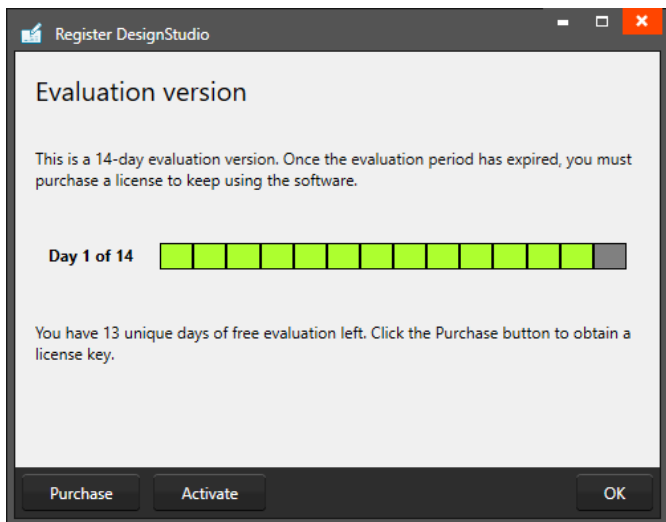 Register DesignStudio
Evaluation version
This is a 14-day evaluation version. Once the evaluation period has expired, you must
purchase a license to keep using the software.
Day 1 of 14
You have 13 unique days of free evaluation left. Click the Purchase button to obtain a
license key.
Purchase
Activate
OK